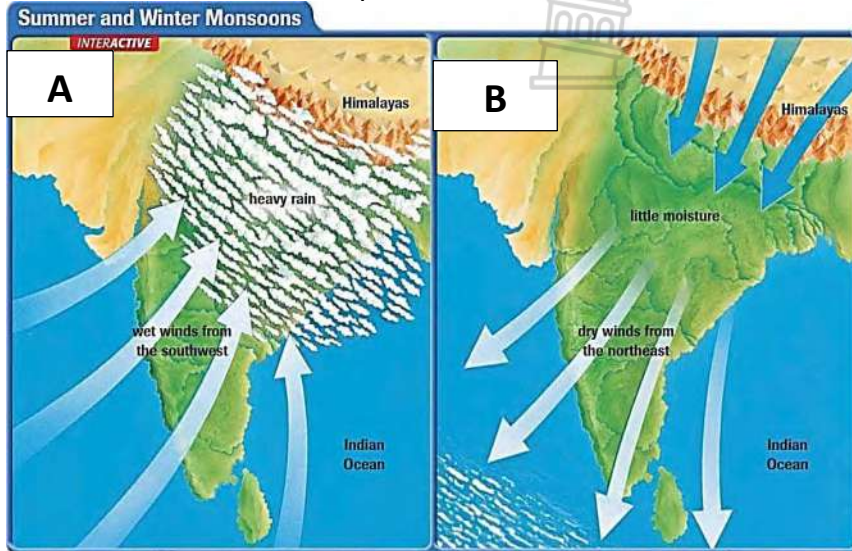 Summer and Winter Monsoons
INTERACTIVE
A
Himalayas
heavy rain
wet winds from
the southwest
Indian
Ocean
B
Himalayas
little moisture
dry winds from
the northeast
Indian
Ocean